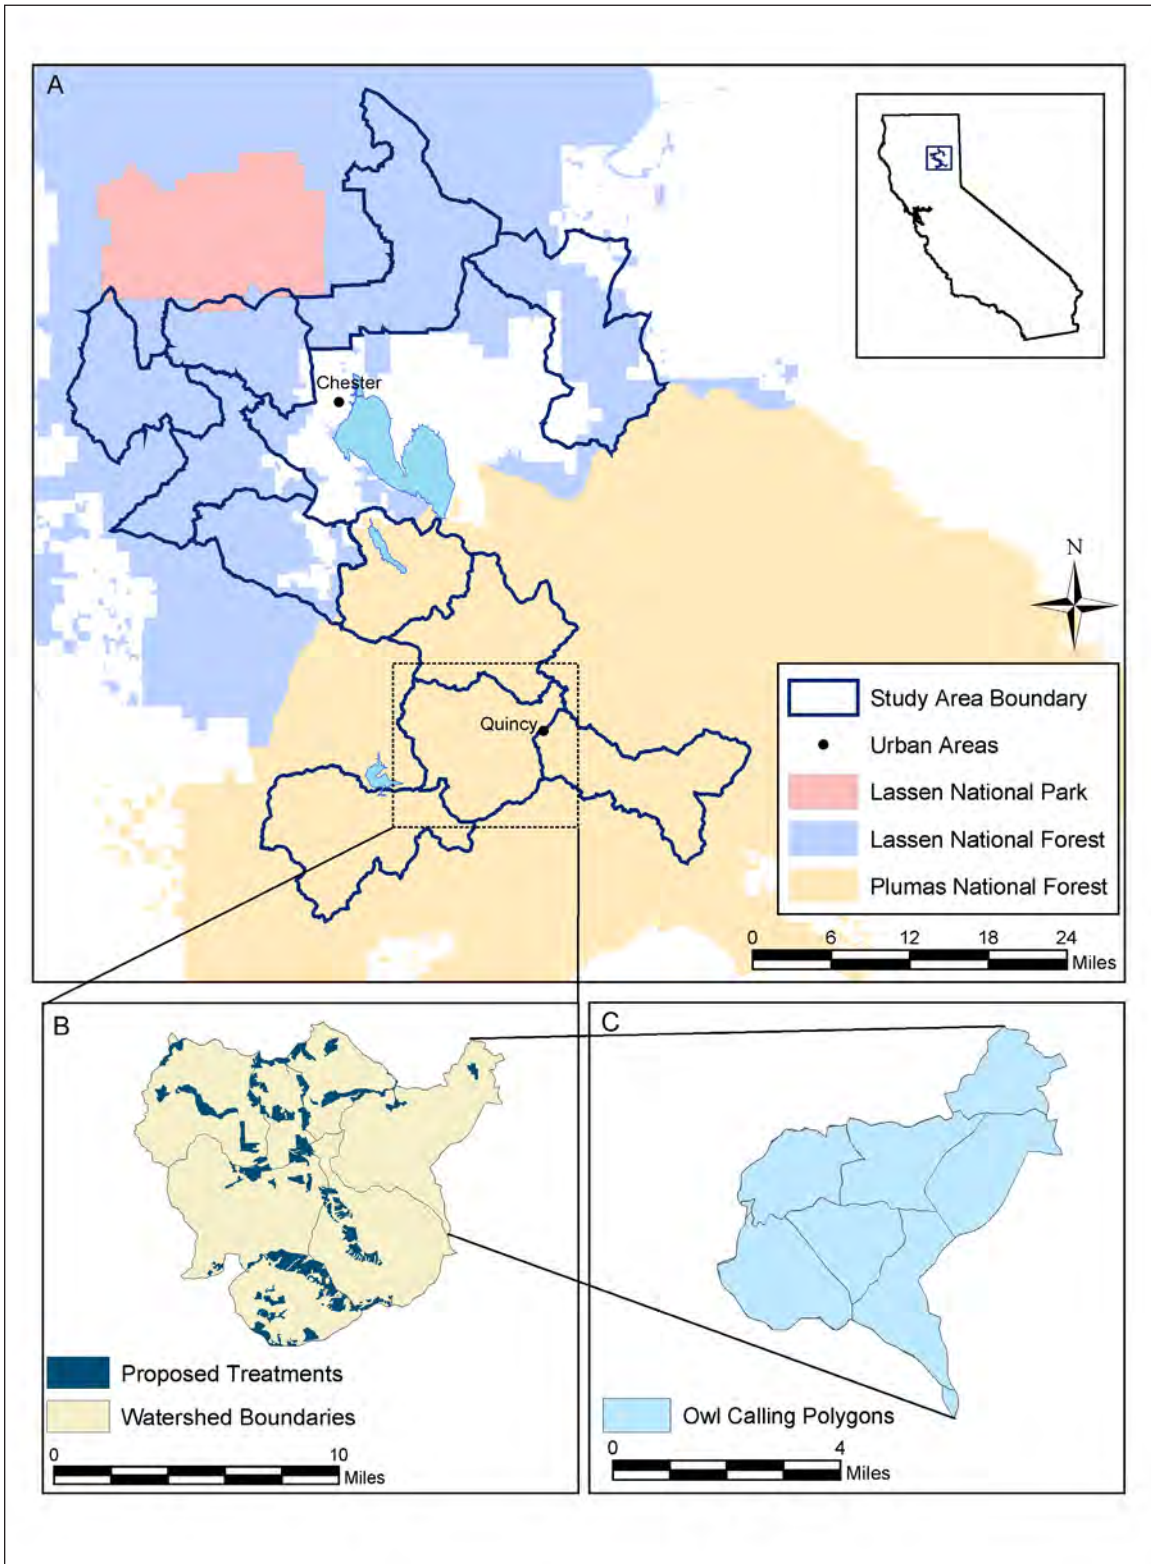 A
Chester
N
Quincy
Study Area Boundary
Urban Areas
Lassen National Park
Lassen National Forest
Plumas National Forest
0 6 12 18 24
Miles
B
Proposed Treatments
Watershed Boundaries
0 10
Miles
C
Owl Calling Polygons
0 4
Miles